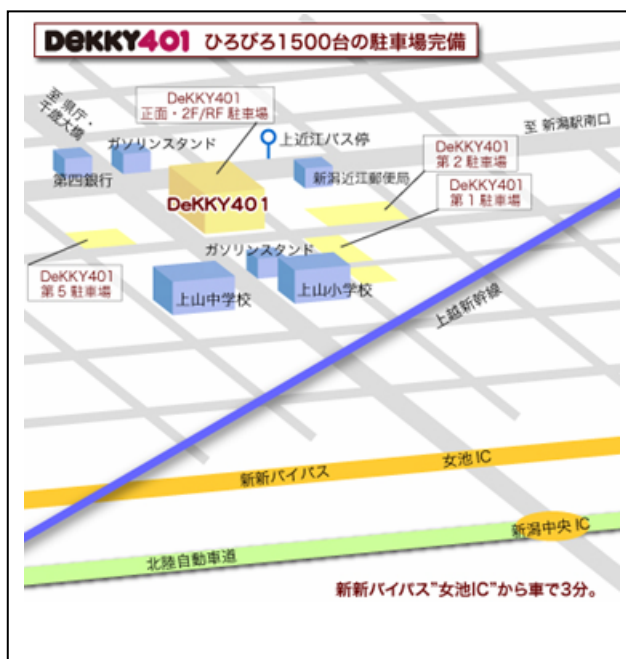 DeKKY401 ひろびろ1500台の駐車場完備
至 県庁・
千歳大橋
DeKKY401
正面・2F/RF 駐車場
ガソリンスタンド
上近江バス停
至 新潟駅南口
第四銀行
新潟近江郵便局
DeKKY401
第2駐車場
DeKKY401
第1駐車場
DeKKY401
ガソリンスタンド
DeKKY401
第5駐車場
上山中学校
上山小学校
上越新幹線
新新バイパス
女池IC
北陸自動車道
新潟中央IC
新新バイパス"女池IC"から車で3分。